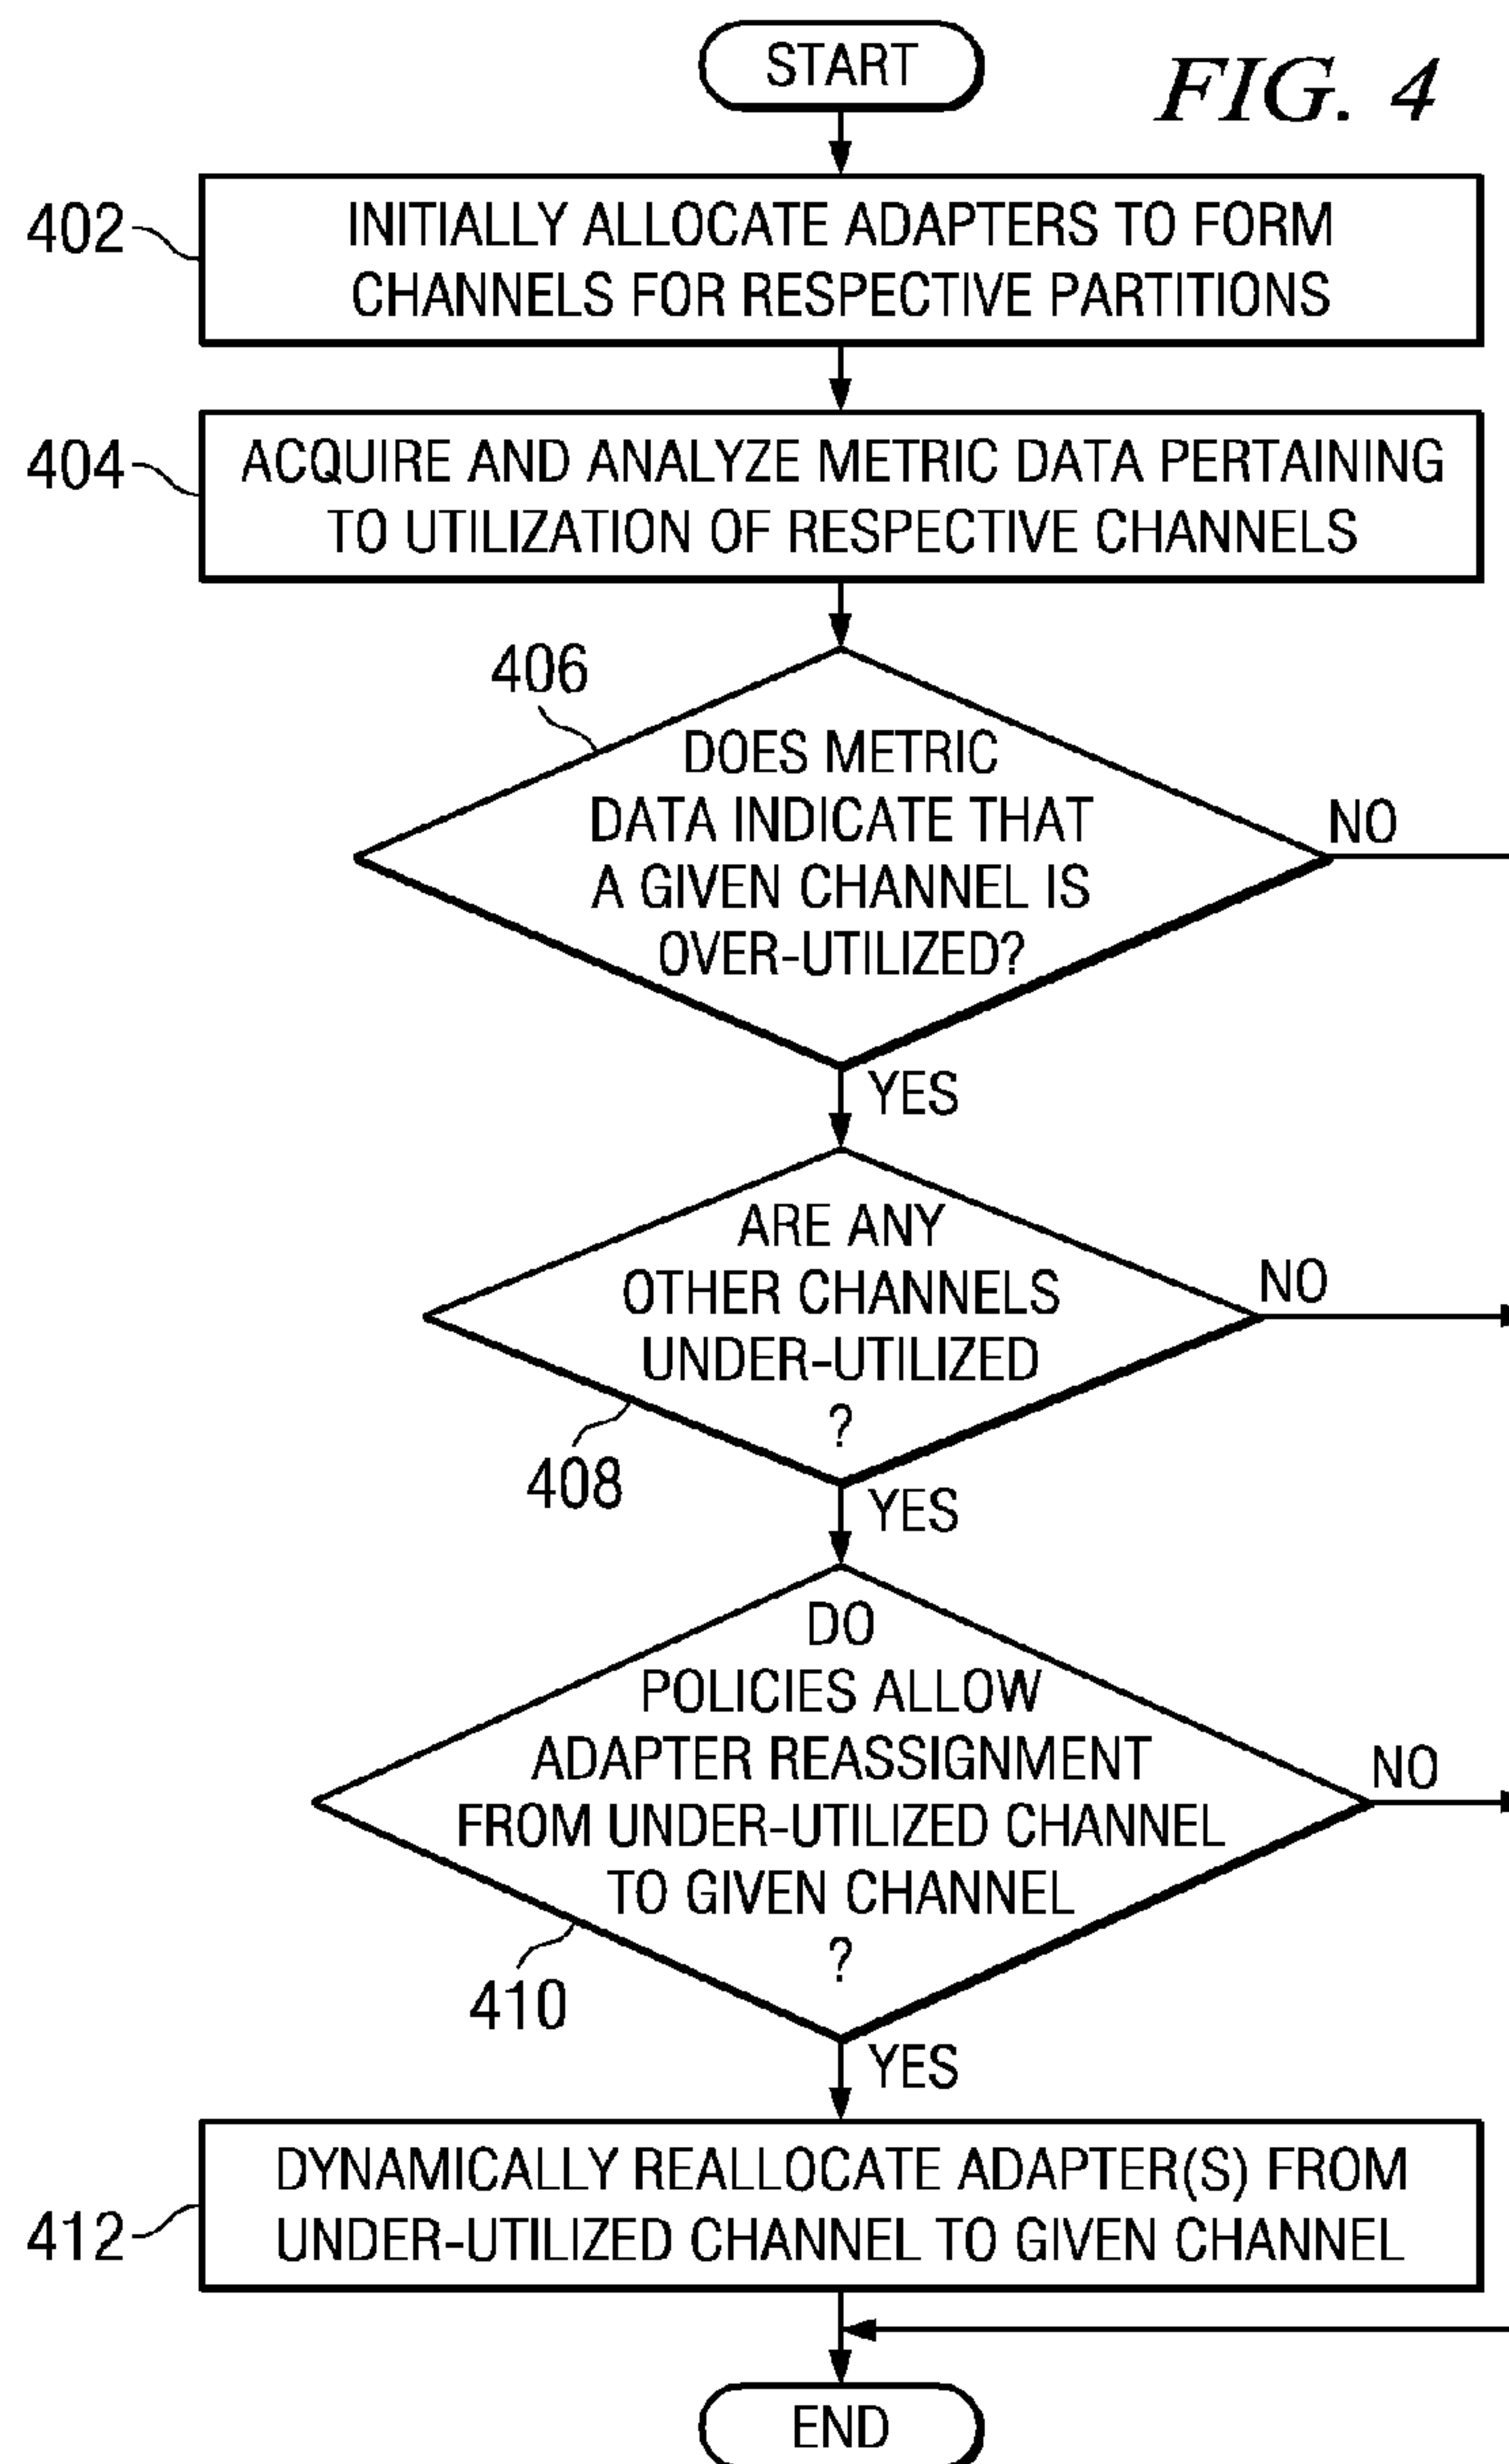 START
FIG. 4
402
INITIALLY ALLOCATE ADAPTERS TO FORM
CHANNELS FOR RESPECTIVE PARTITIONS
404
ACQUIRE AND ANALYZE METRIC DATA PERTAINING
TO UTILIZATION OF RESPECTIVE CHANNELS
406
DOES METRIC
DATA INDICATE THAT
A GIVEN CHANNEL IS
OVER-UTILIZED?
NO
YES
ARE ANY
OTHER CHANNELS
UNDER-UTILIZED
?
NO
408
YES
DO
POLICIES ALLOW
ADAPTER REASSIGNMENT
FROM UNDER-UTILIZED CHANNEL
TO GIVEN CHANNEL
?
NO
410
YES
412
DYNAMICALLY REALLOCATE ADAPTER(S) FROM
UNDER-UTILIZED CHANNEL TO GIVEN CHANNEL
END